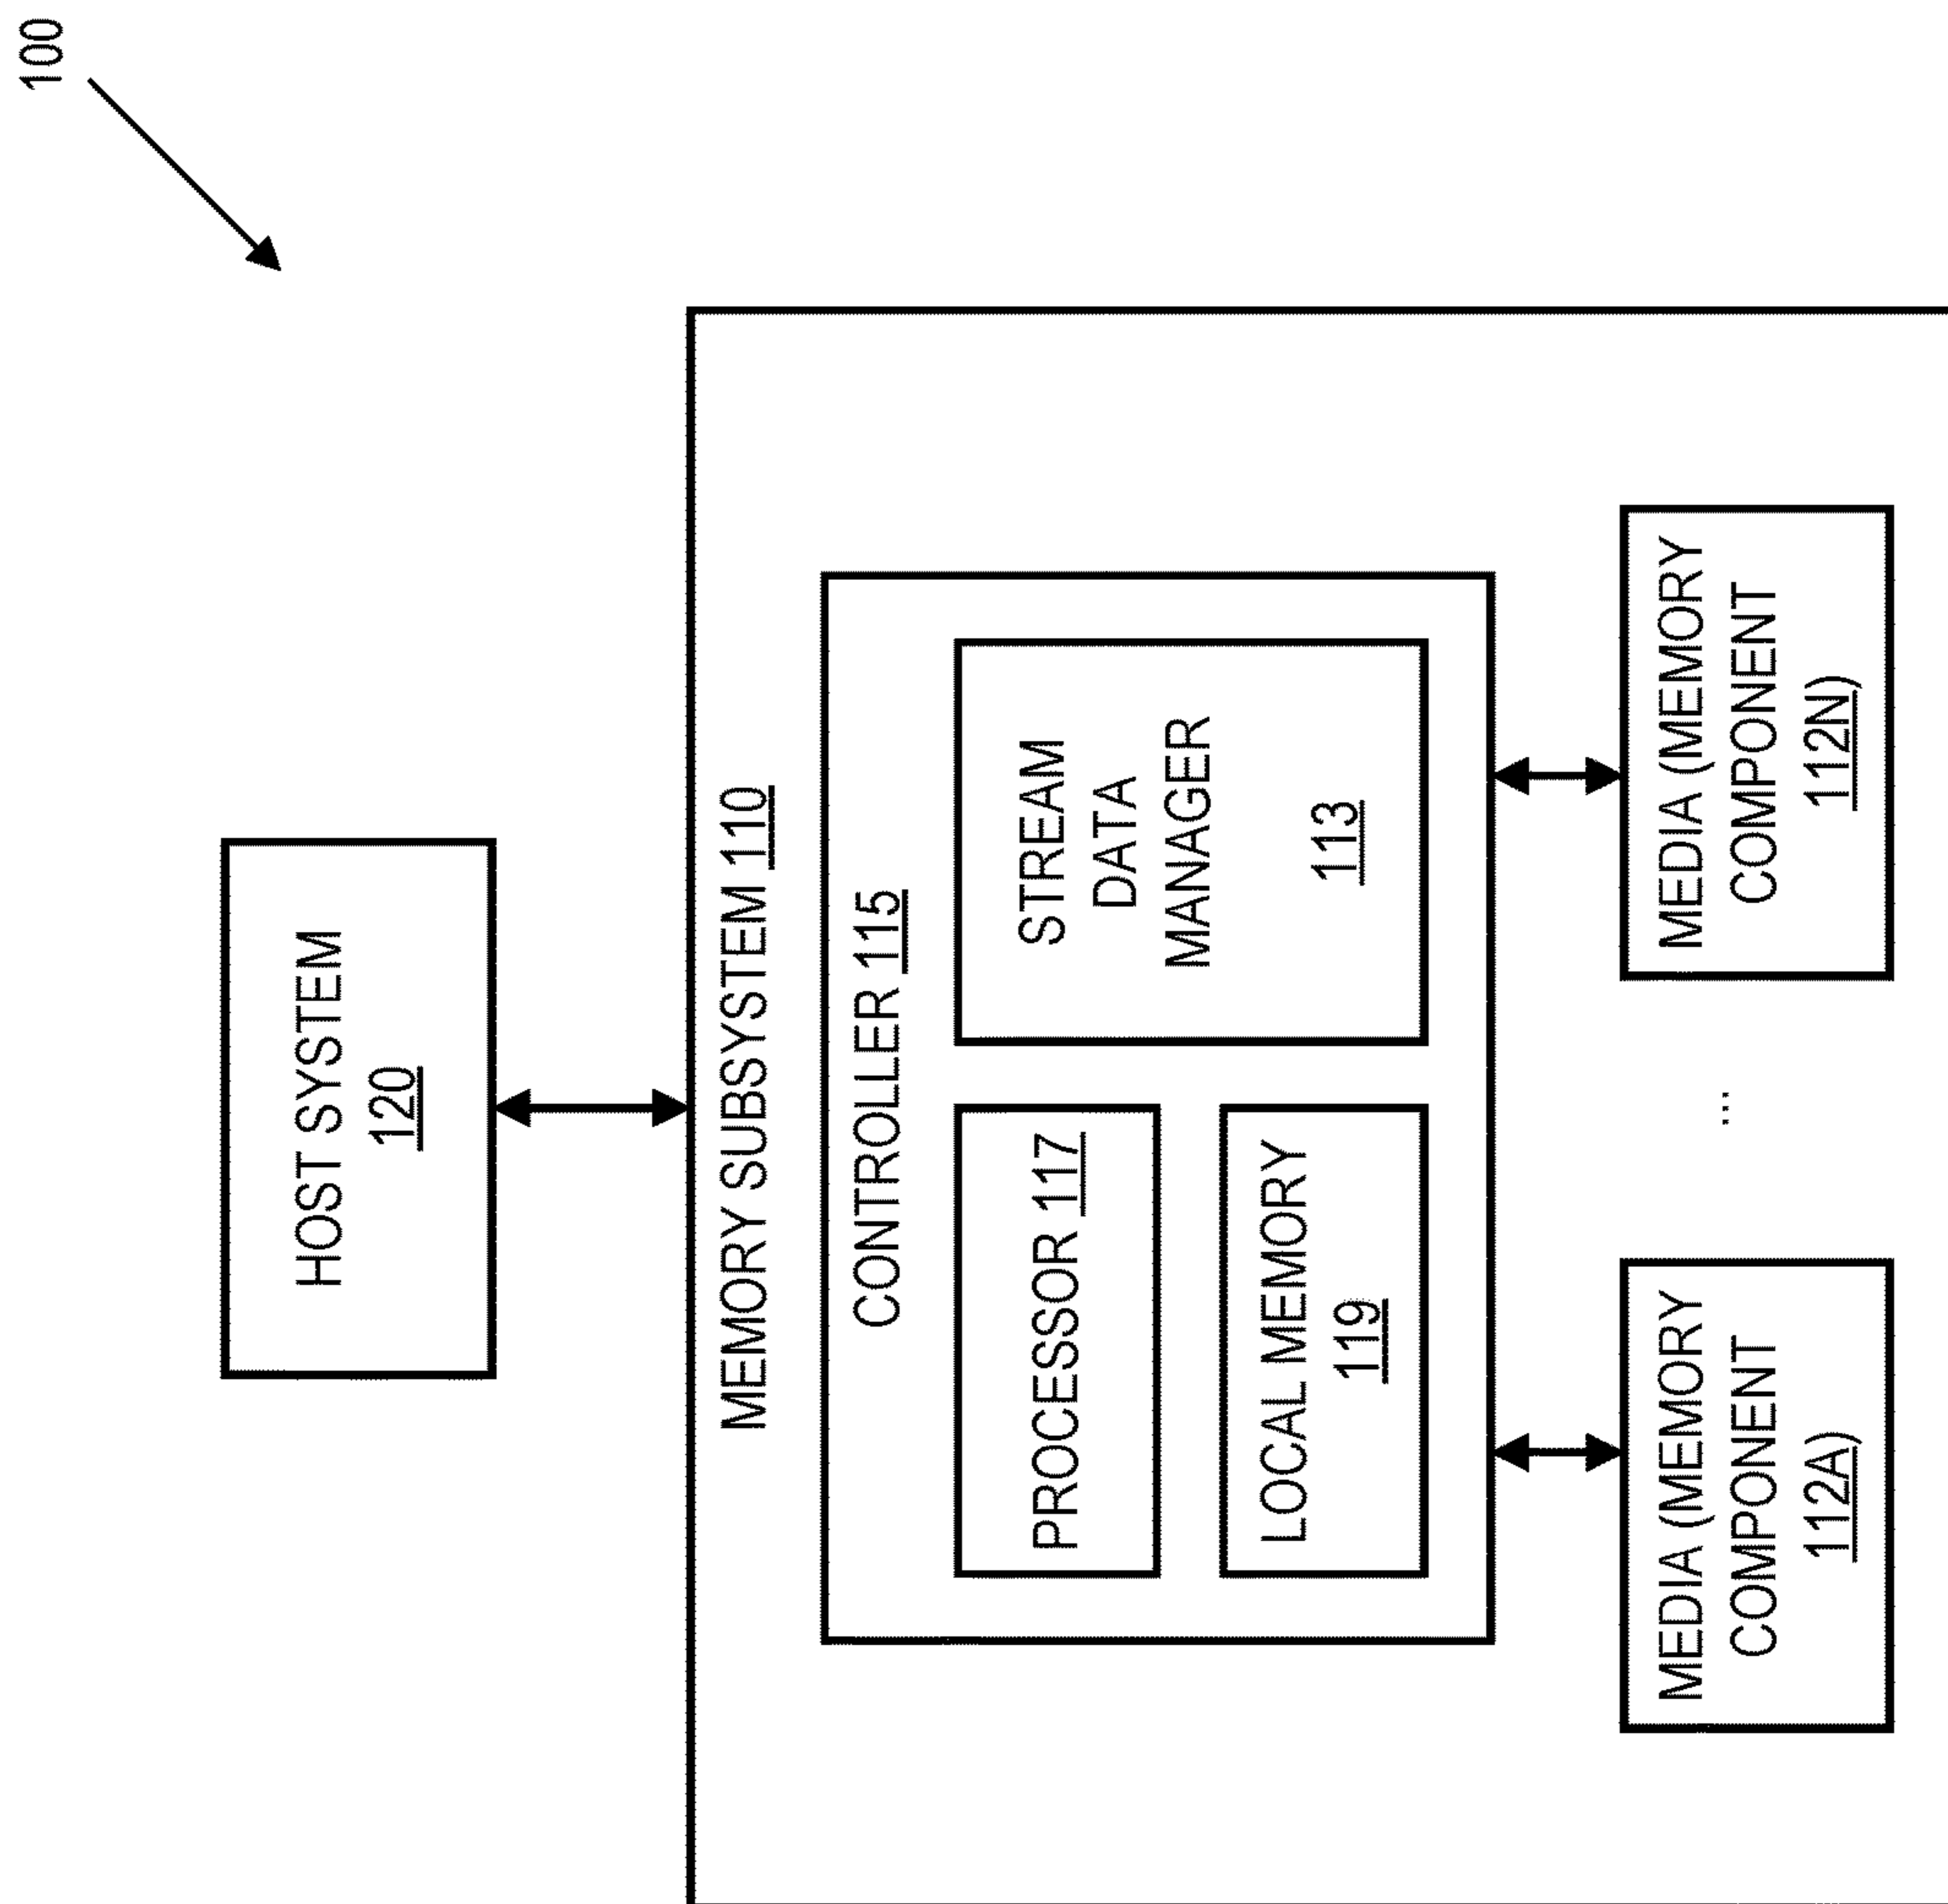 100
HOST SYSTEM
120
MEMORY SUBSYSTEM 110
CONTROLLER 115
PROCESSOR 117
LOCAL MEMORY
119
STREAM
DATA
MANAGER
113
MEDIA (MEMORY
COMPONENT
112A)
...
MEDIA (MEMORY
COMPONENT
112N)